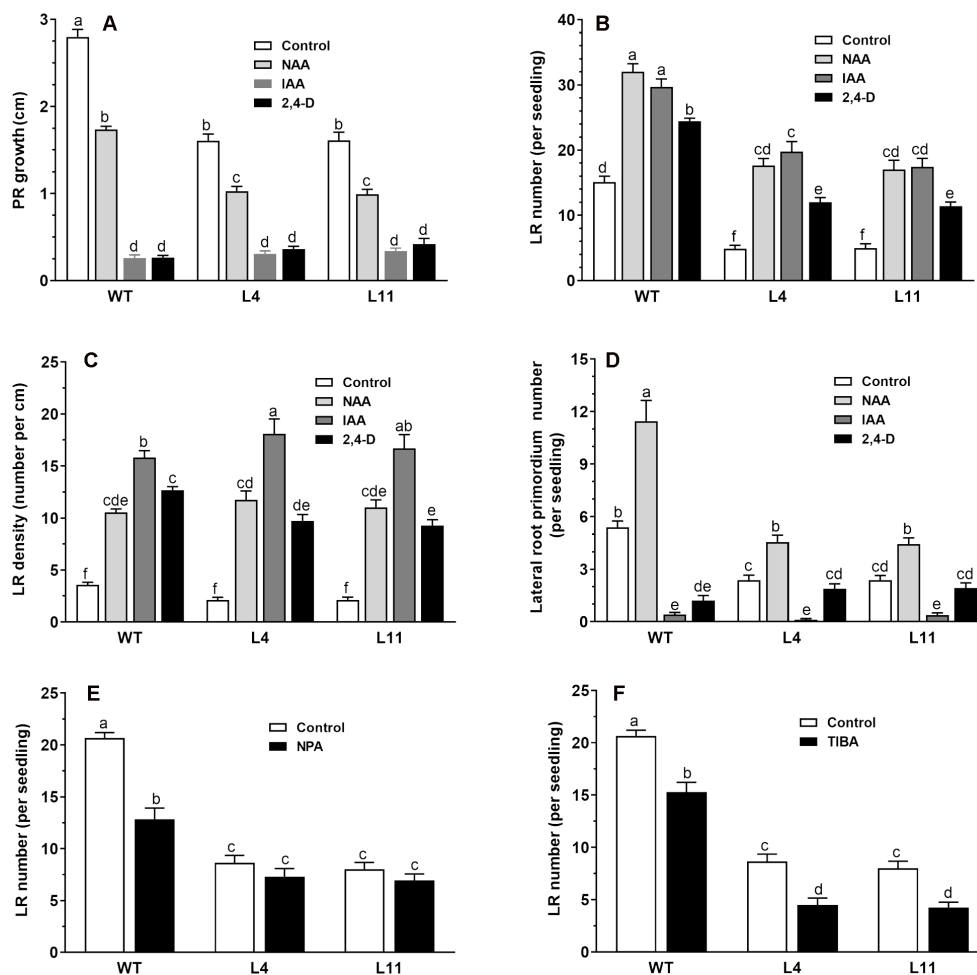 A
PR growth (cm)
3
2
1
0
a
b
d
d
b
c
d
d
b
c
d
d
Control
NAA
IAA
2,4-D
WT
L4
L11
B
LR number (per seedling)
40
30
20
10
0
d
a
a
b
f
cd
c
e
f
cd
cd
e
Control
NAA
IAA
2,4-D
WT
L4
L11
C
LR density (number per cm)
25
20
15
10
5
0
f
cde
b
c
f
cd
a
de
f
cde
ab
e
Control
NAA
IAA
2,4-D
WT
L4
L11
D
Lateral root primordium number
(per seedling)
15
12
9
6
3
0
b
a
e
de
c
b
e
cd
cd
b
e
cd
Control
NAA
IAA
2,4-D
WT
L4
L11
E
LR number (per seedling)
25
20
15
10
5
0
a
b
c
c
c
c
Control
NPA
WT
L4
L11
F
LR number (per seedling)
25
20
15
10
5
0
a
b
c
d
c
d
Control
TIBA
WT
L4
L11